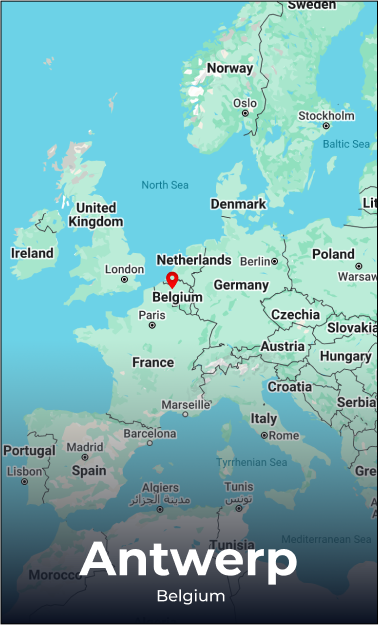 Sweden
Norway
Oslo
Stockholm
Baltic Sea
North Sea
United
Kingdom
Denmark
Lit
Ireland
Netherlands
Berlin
Poland
London
Warsaw
Belgium
Germany
Paris
Czechia
Slovakia
Austria
Hungary
France
Croatia
Marseille
Serbia
Italy
Barcelona
Rome
Portugal
Madrid
Tyrrhenian Sea
Lisbon
Spain
Gre
Algiers
مدينة الجزائر
Tunis
تونس
A
Mediterranean Sea
Tunisia
Morocco
Antwerp
Belgium